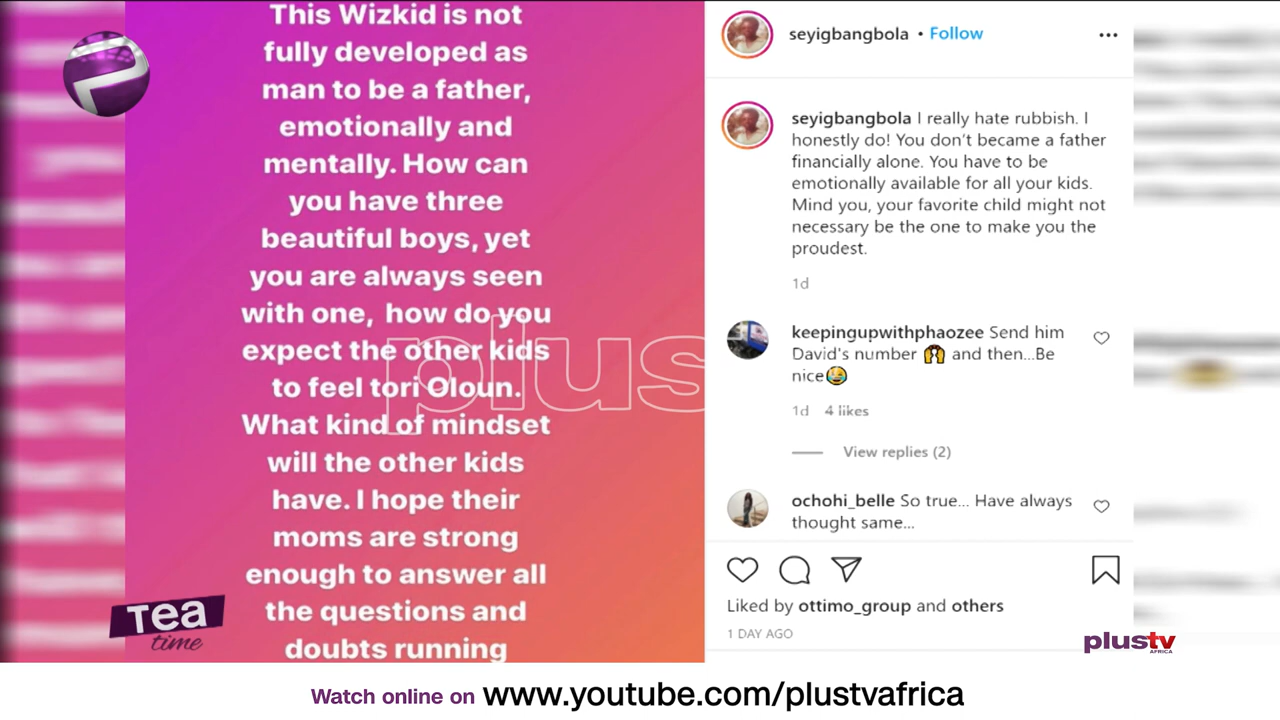 This Wizkid is not
fully developed as
man to be a father,
emotionally and
mentally. How can
you have three
beautiful boys, yet
you are always seen
with one, how do you
expect the other kids
to feel tori Oloun.
What kind of mindset
will the other kids
have. I hope their
moms are strong
enough to answer all
the questions and
doubts running
plus
Tea
time
seyigbangbola • Follow
seyigbangbola I really hate rubbish. I
honestly do! You don't became a father
financially alone. You have to be
emotionally available for all your kids.
Mind you, your favorite child might not
necessary be the one to make you the
proudest.
1d
keepingupwithphaozee Send him
David's number 🙌 and then...Be
nice😂
1d 4 likes
View replies (2)
ochohi_belle So true... Have always
thought same...
Liked by ottimo_group and others
1 DAY AGO
plustv
AFRICA
Watch online on www.youtube.com/plustvafrica